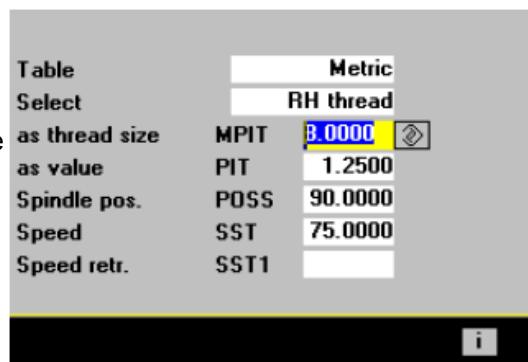 Table Metric
Select RH thread
e as thread size MPIT 8.0000
as value PIT 1.2500
Spindle pos. POSS 90.0000
Speed SST 75.0000
Speed retr. SST1
i